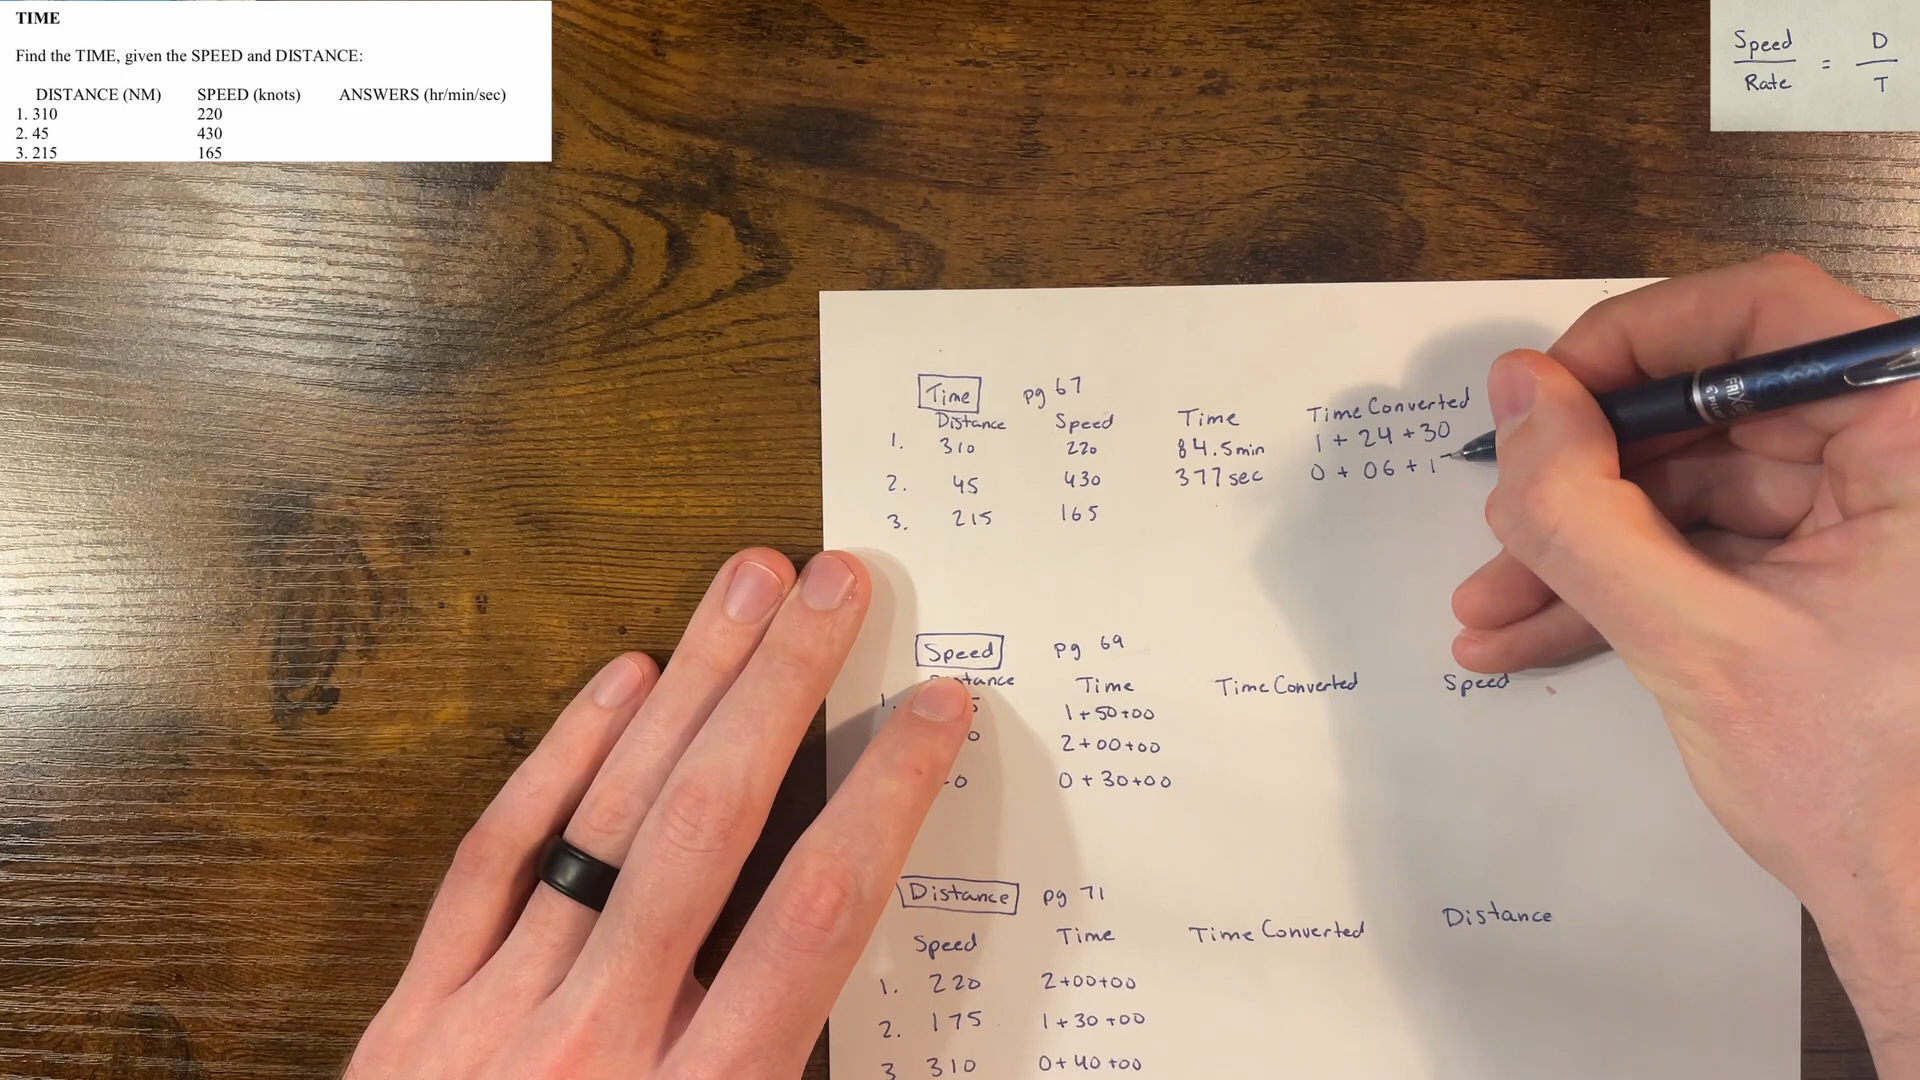 TIME
Find the TIME, given the SPEED and DISTANCE:
DISTANCE (NM) SPEED (knots) ANSWERS (hr/min/sec)
1. 310 220
2. 45 430
3. 215 165
Speed D
= 
Rate T
Time pg 67
Distance Speed Time Time Converted
1. 310 220 84.5min 1 + 24 + 30
2. 45 430 377sec 0 + 06 + 1
3. 215 165
Speed pg 69
Time Time Converted Speed
1. 1+50+00
2+00+00
0 + 30+00
Distance pg 71
Speed Time Time Converted Distance
1. 220 2+00+00
2. 175 1+30+00
3 310 0+40+00